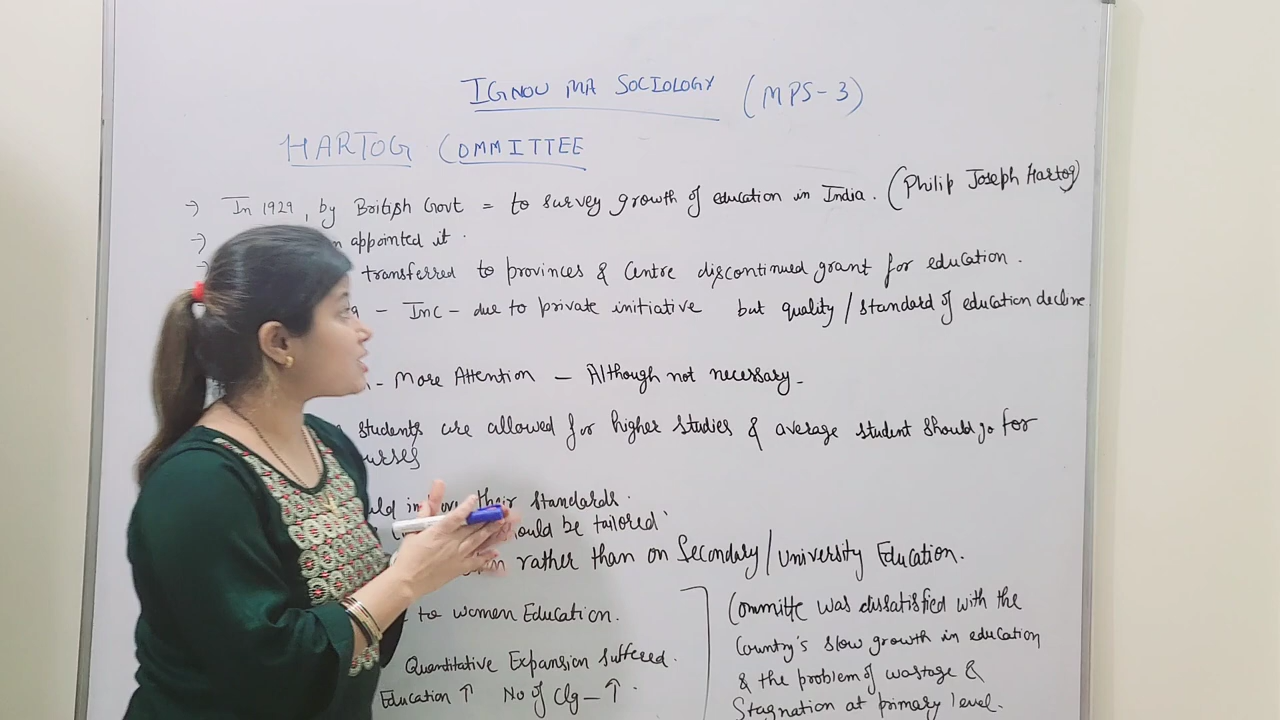 IGNOU MA SOCIOLOGY (MPS-3)
HARTOG COMMITTEE
→ In 1929, by British Govt = to survey growth of education in India. (Philip Joseph Hartog)
→ appointed it.
transferred to provinces & Centre discontinued grant for education.
- Inc - due to private initiative but quality / standard of education decline
- More Attention - Although not necessary -
students are allowed for higher studies & average student should go for
their standards.
should be tailored
rather than on Secondary / University Education.
to women Education.
Quantitative Expansion suffered.
Education ↑ No of Clg - ↑.
Committe was dissatisfied with the
Country's slow growth in education
& the problem of wastage &
Stagnation at primary level.